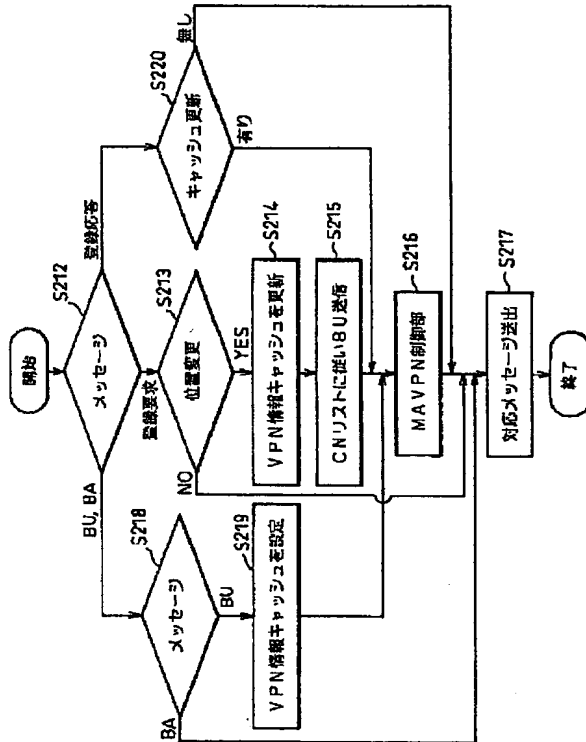 開始
S212
メッセージ
BU, BA
登録要求
登録応答
S218
メッセージ
BA
BU
S219
VPN情報キャッシュを設定
S213
位置変更
NO
YES
S214
VPN情報キャッシュを更新
S215
CNリストに従いBU送信
S220
キャッシュ更新
有り
無し
S216
MAVPN制御部
S217
対応メッセージ送出
終了